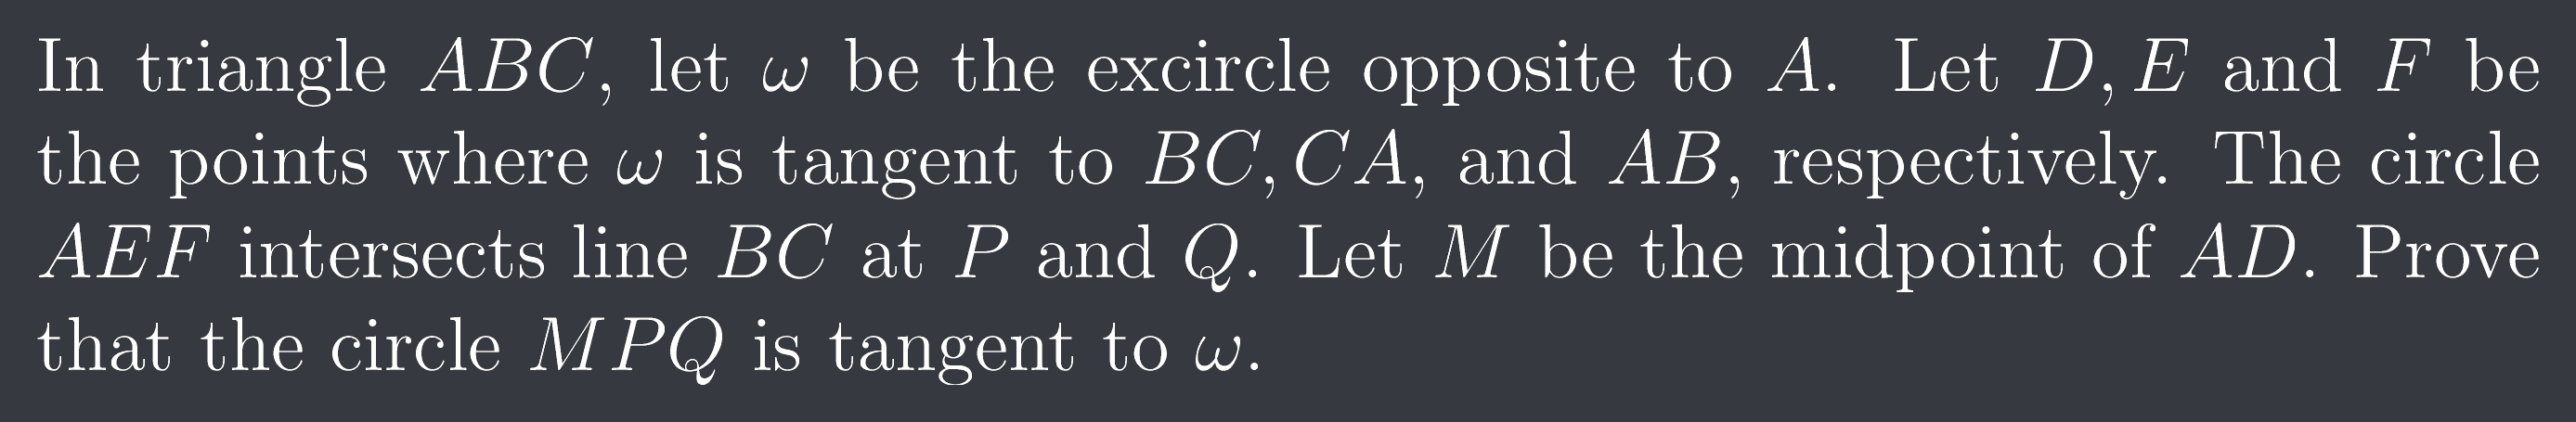 In triangle ABC, let ω be the excircle opposite to A. Let D, E and F be
the points where ω is tangent to BC, CA, and AB, respectively. The circle
AEF intersects line BC at P and Q. Let M be the midpoint of AD. Prove
that the circle MPQ is tangent to ω.